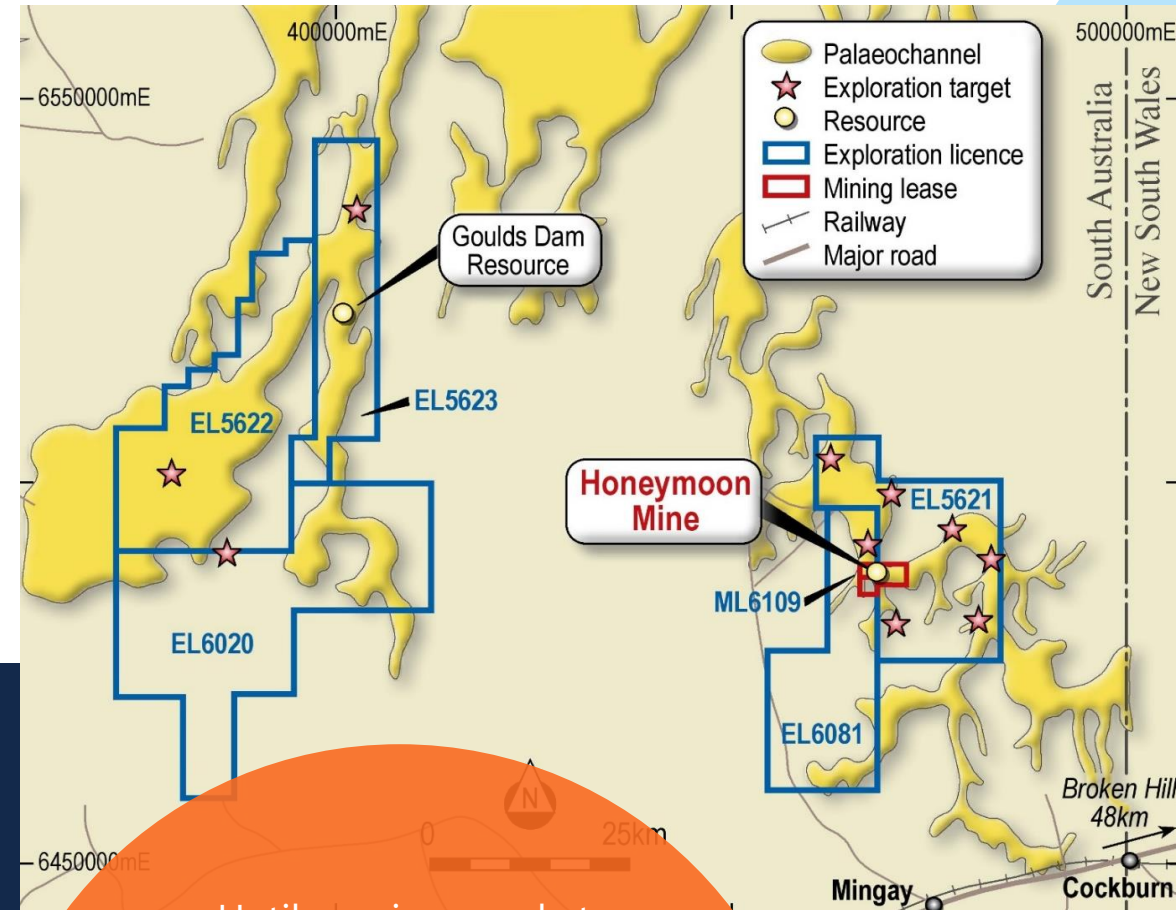 400000mE
500000mE
6550000mE
Palaeochannel
Exploration target
Resource
Exploration licence
Mining lease
Railway
Major road
South Australia
New South Wales
Goulds Dam
Resource
EL5623
EL5622
Honeymoon
Mine
EL5621
ML6109
EL6020
EL6081
N
0
25km
Broken Hill
48km
6450000mE
Mingay
Cockburn